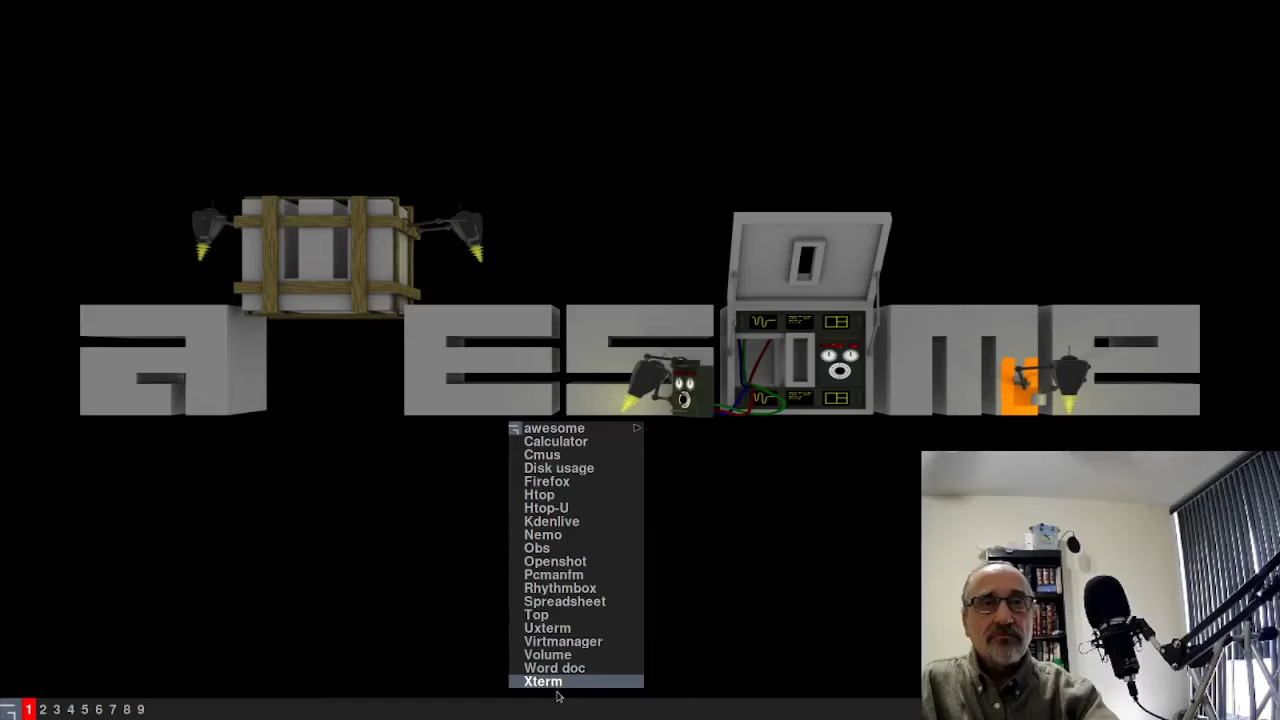 awesome
awesome
Calculator
Cmus
Disk usage
Firefox
Htop
Htop-U
Kdenlive
Nemo
Obs
Openshot
Pcmanfm
Rhythmbox
Spreadsheet
Top
Uxterm
Virtmanager
Volume
Word doc
Xterm
1 2 3 4 5 6 7 8 9